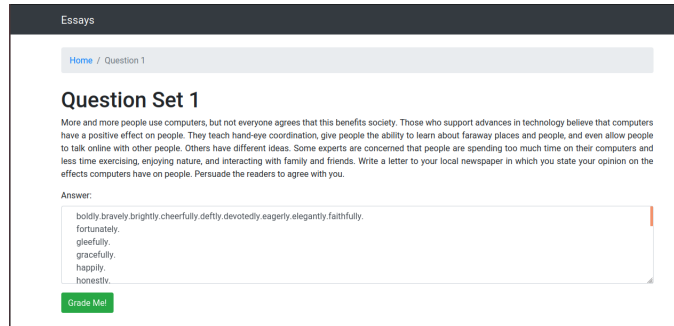 Essays
Home / Question 1
Question Set 1
More and more people use computers, but not everyone agrees that this benefits society. Those who support advances in technology believe that computers
have a positive effect on people. They teach hand-eye coordination, give people the ability to learn about faraway places and people, and even allow people
to talk online with other people. Others have different ideas. Some experts are concerned that people are spending too much time on their computers and
less time exercising, enjoying nature, and interacting with family and friends. Write a letter to your local newspaper in which you state your opinion on the
effects computers have on people. Persuade the readers to agree with you.
Answer:
boldly.bravely.brightly.cheerfully.deftly.devotedly.eagerly.elegantly.faithfully.
fortunately.
gleefully.
gracefully.
happily.
honestly.
Grade Me!